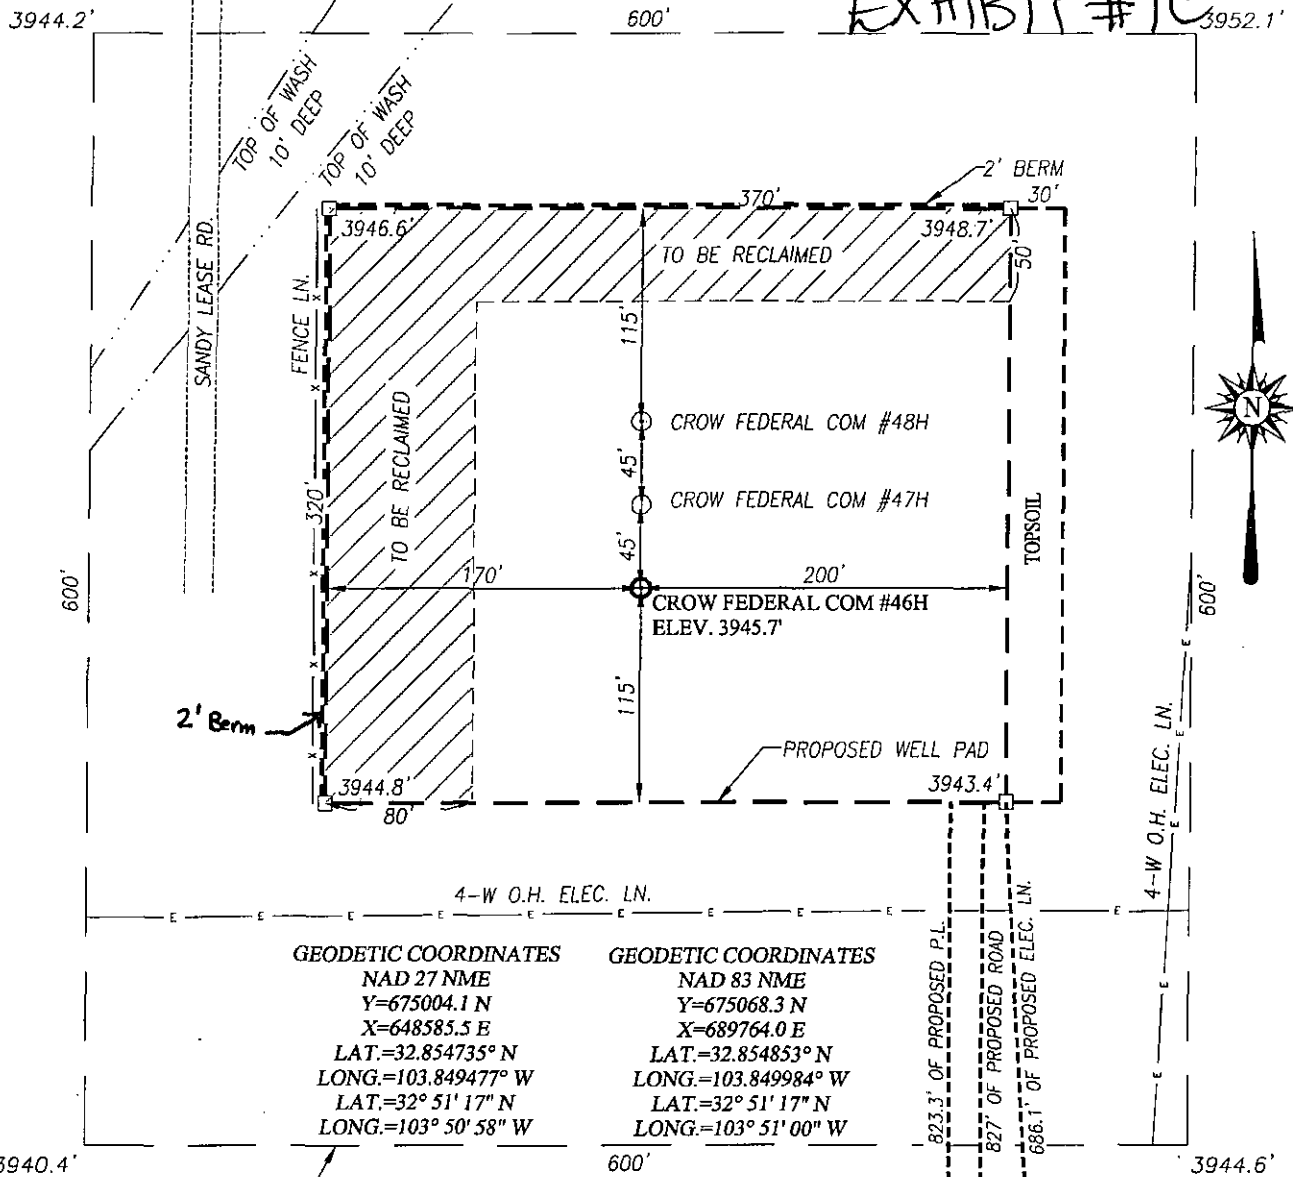 EXHIBIT #1C
3944.2'
600'
3952.1'
TOP OF WASH
10' DEEP
TOP OF WASH
10' DEEP
2' BERM
370'
30'
3946.6'
3948.7'
TO BE RECLAIMED
50'
SANDY LEASE RD.
FENCE LN.
X
X
X
X
X
115'
CROW FEDERAL COM #48H
TO BE RECLAIMED
45'
CROW FEDERAL COM #47H
320'
45'
TOPSOIL
N
170'
200'
600'
600'
CROW FEDERAL COM #46H
ELEV. 3945.7'
115'
2' Berm
PROPOSED WELL PAD
3944.8'
3943.4'
80'
4-W O.H. ELEC. LN.
E
E
E
E
4-W O.H. ELEC. LN.
E E E E E E E E E E
GEODETIC COORDINATES
NAD 27 NME
Y=675004.1 N
X=648585.5 E
LAT.=32.854735° N
LONG.=103.849477° W
LAT.=32° 51' 17" N
LONG.=103° 50' 58" W
GEODETIC COORDINATES
NAD 83 NME
Y=675068.3 N
X=689764.0 E
LAT.=32.854853° N
LONG.=103.849984° W
LAT.=32° 51' 17" N
LONG.=103° 51' 00" W
823.3' OF PROPOSED P.L.
827' OF PROPOSED ROAD
686.1' OF PROPOSED ELEC. LN.
3940.4'
600'
3944.6'